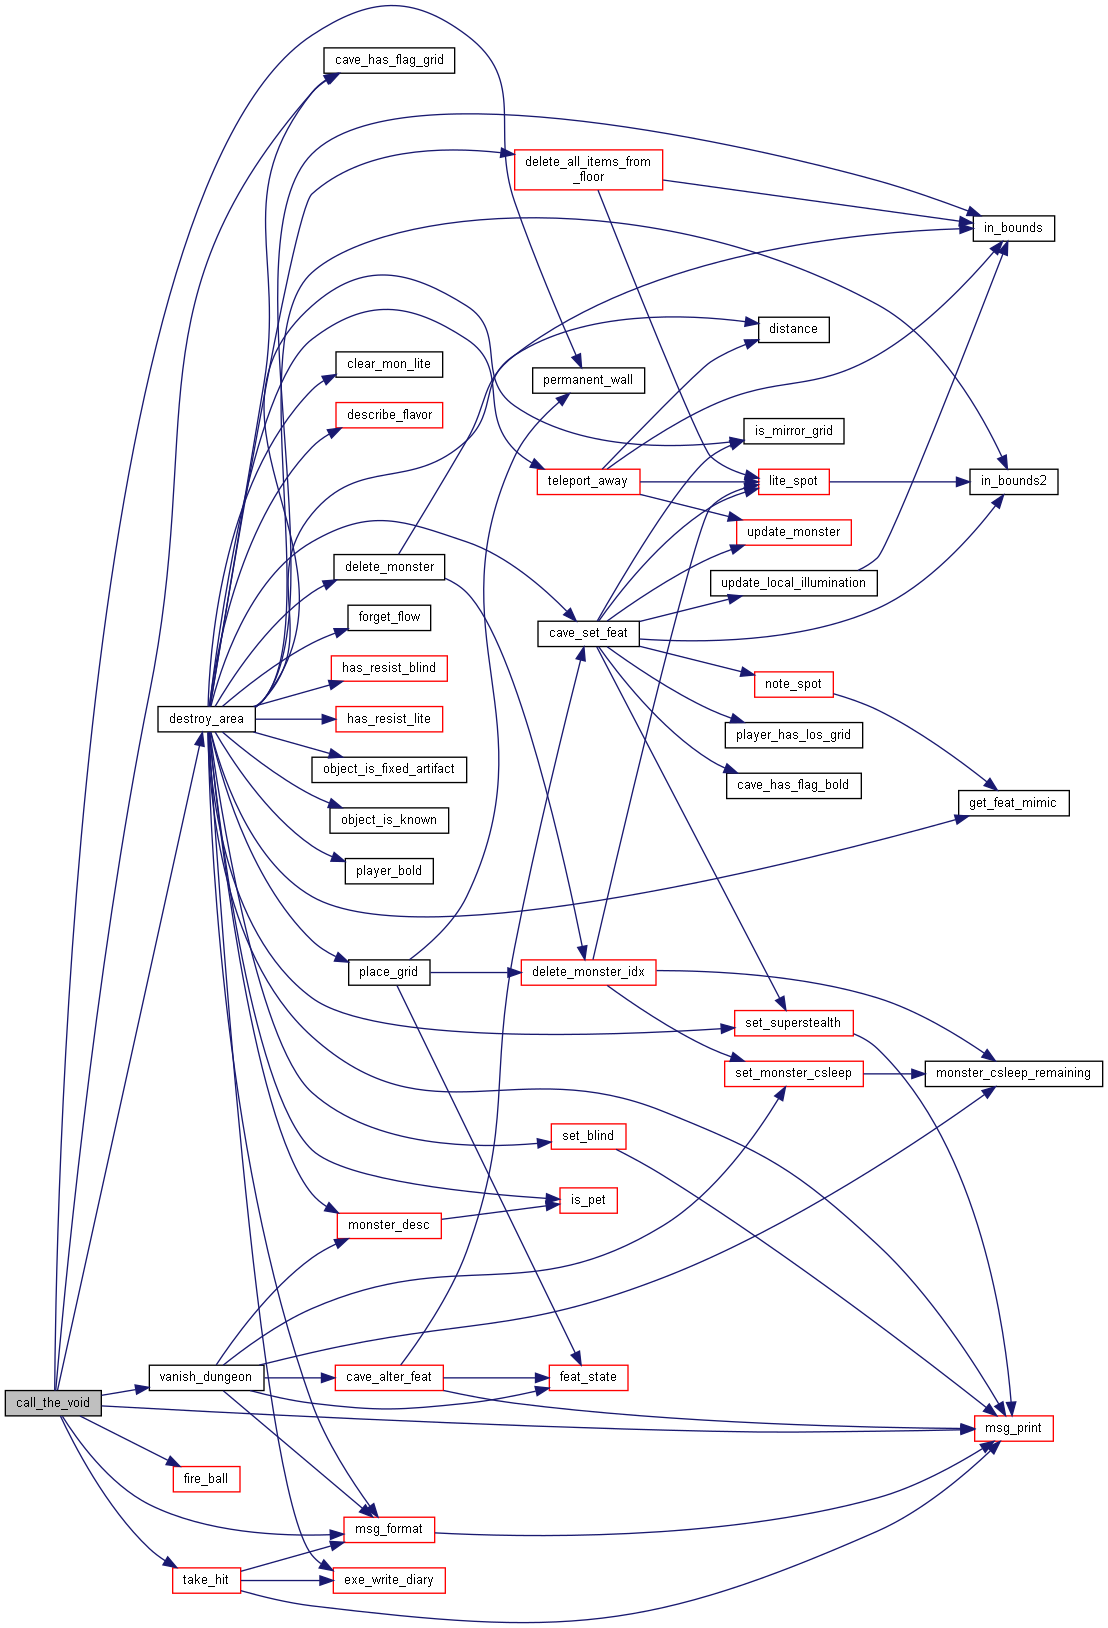 cave_has_flag_grid
delete_all_items_from
_floor
in_bounds
distance
clear_mon_lite
permanent_wall
describe_flavor
is_mirror_grid
teleport_away
lite_spot
in_bounds2
update_monster
delete_monster
update_local_illumination
forget_flow
cave_set_feat
has_resist_blind
note_spot
destroy_area
has_resist_lite
player_has_los_grid
object_is_fixed_artifact
cave_has_flag_bold
get_feat_mimic
object_is_known
player_bold
place_grid
delete_monster_idx
set_superstealth
set_monster_csleep
monster_csleep_remaining
set_blind
is_pet
monster_desc
vanish_dungeon
cave_alter_feat
feat_state
call_the_void
msg_print
fire_ball
msg_format
take_hit
exe_write_diary